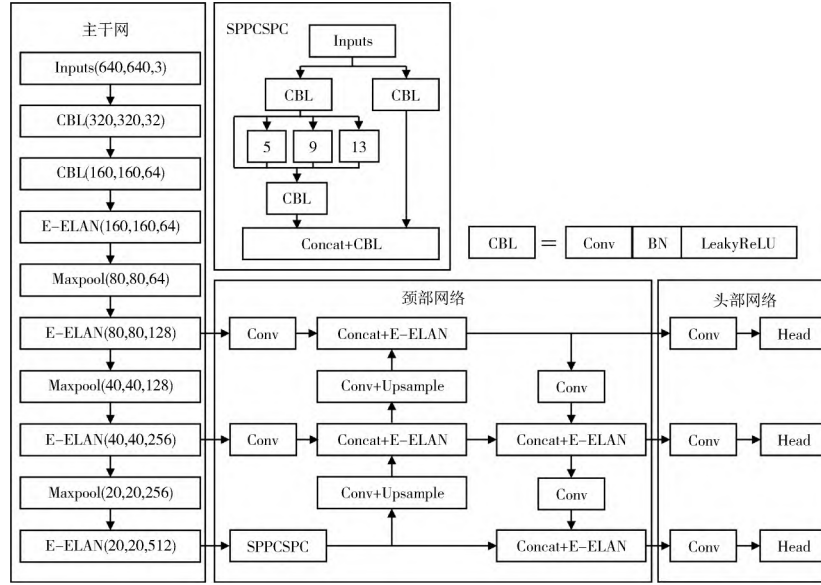 主干网
Inputs(640,640,3)
CBL(320,320,32)
CBL(160,160,64)
E-ELAN(160,160,64)
Maxpool(80,80,64)
E-ELAN(80,80,128)
Maxpool(40,40,128)
E-ELAN(40,40,256)
Maxpool(20,20,256)
E-ELAN(20,20,512)
SPPCSPC
Inputs
CBL
CBL
5
9
13
CBL
Concat+CBL
CBL
=
Conv
BN
LeakyReLU
颈部网络
Conv
Concat+E-ELAN
Conv+Upsample
Conv
Conv
Concat+E-ELAN
Concat+E-ELAN
Conv+Upsample
Conv
SPPCSPC
Concat+E-ELAN
头部网络
Conv
Head
Conv
Head
Conv
Head